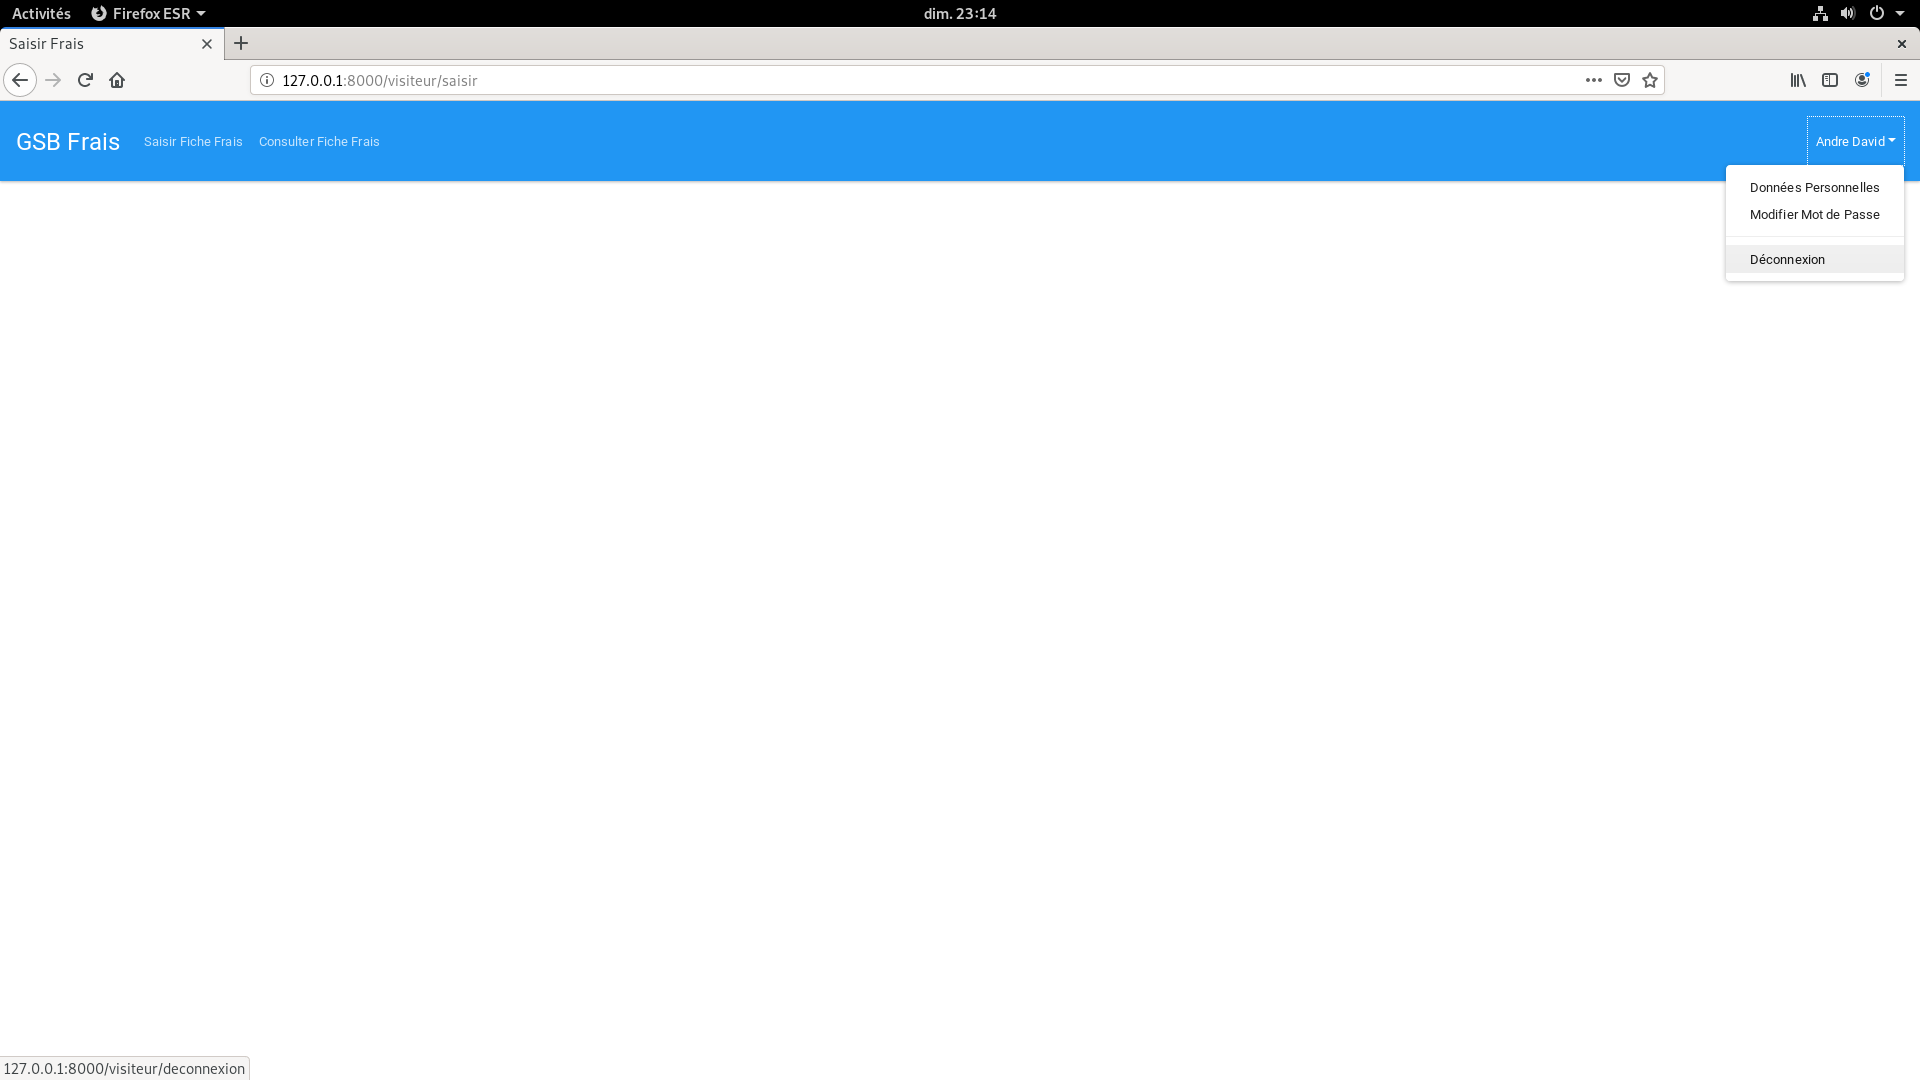 Activités Firefox ESR dim. 23:14
Saisir Frais
127.0.0.1:8000/visiteur/saisir
GSB Frais Saisir Fiche Frais Consulter Fiche Frais Andre David
Données Personnelles
Modifier Mot de Passe
Déconnexion
127.0.0.1:8000/visiteur/deconnexion